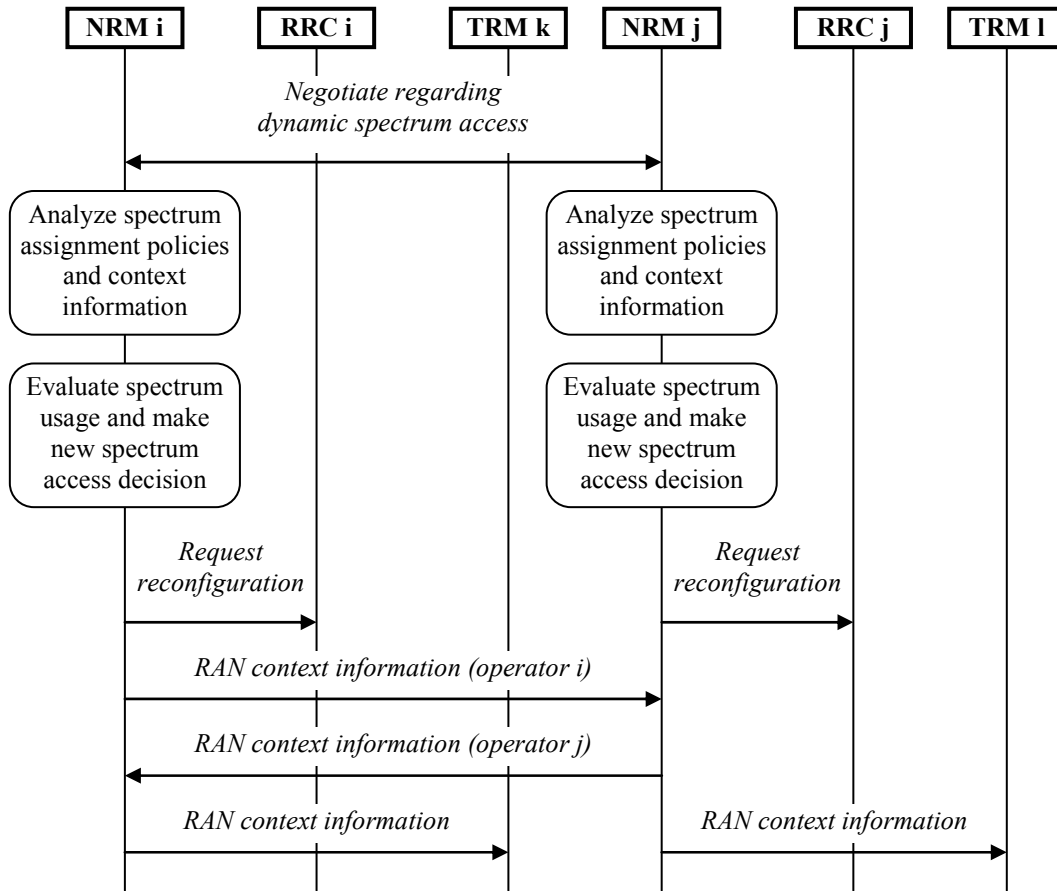 NRM i
RRC i
TRM k
NRM j
RRC j
TRM l
Negotiate regarding
dynamic spectrum access
Analyze spectrum
assignment policies
and context
information
Analyze spectrum
assignment policies
and context
information
Evaluate spectrum
usage and make
new spectrum
access decision
Evaluate spectrum
usage and make
new spectrum
access decision
Request
reconfiguration
Request
reconfiguration
RAN context information (operator i)
RAN context information (operator j)
RAN context information
RAN context information